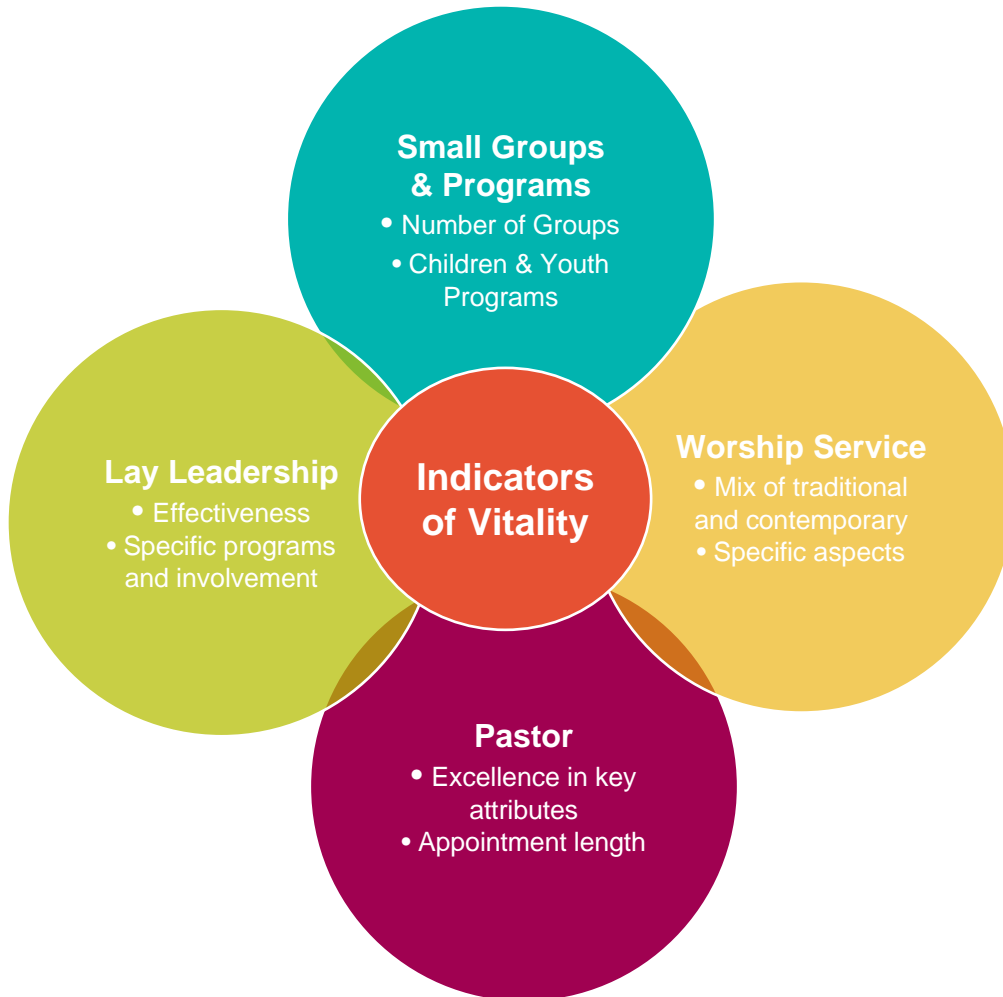 Small Groups
& Programs
• Number of Groups
• Children & Youth
Programs
Lay Leadership
• Effectiveness
• Specific programs
and involvement
Indicators
of Vitality
Worship Service
• Mix of traditional
and contemporary
• Specific aspects
Pastor
• Excellence in key
attributes
• Appointment length